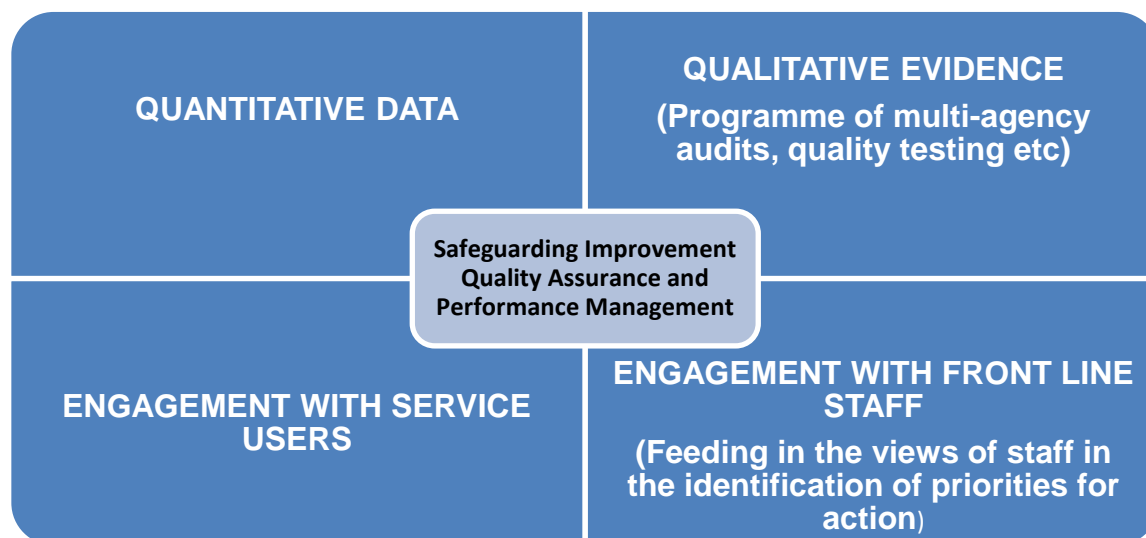 QUANTITATIVE DATA
QUALITATIVE EVIDENCE
(Programme of multi-agency
audits, quality testing etc)
Safeguarding Improvement
Quality Assurance and
Performance Management
ENGAGEMENT WITH SERVICE
USERS
ENGAGEMENT WITH FRONT LINE
STAFF
(Feeding in the views of staff in
the identification of priorities for
action)